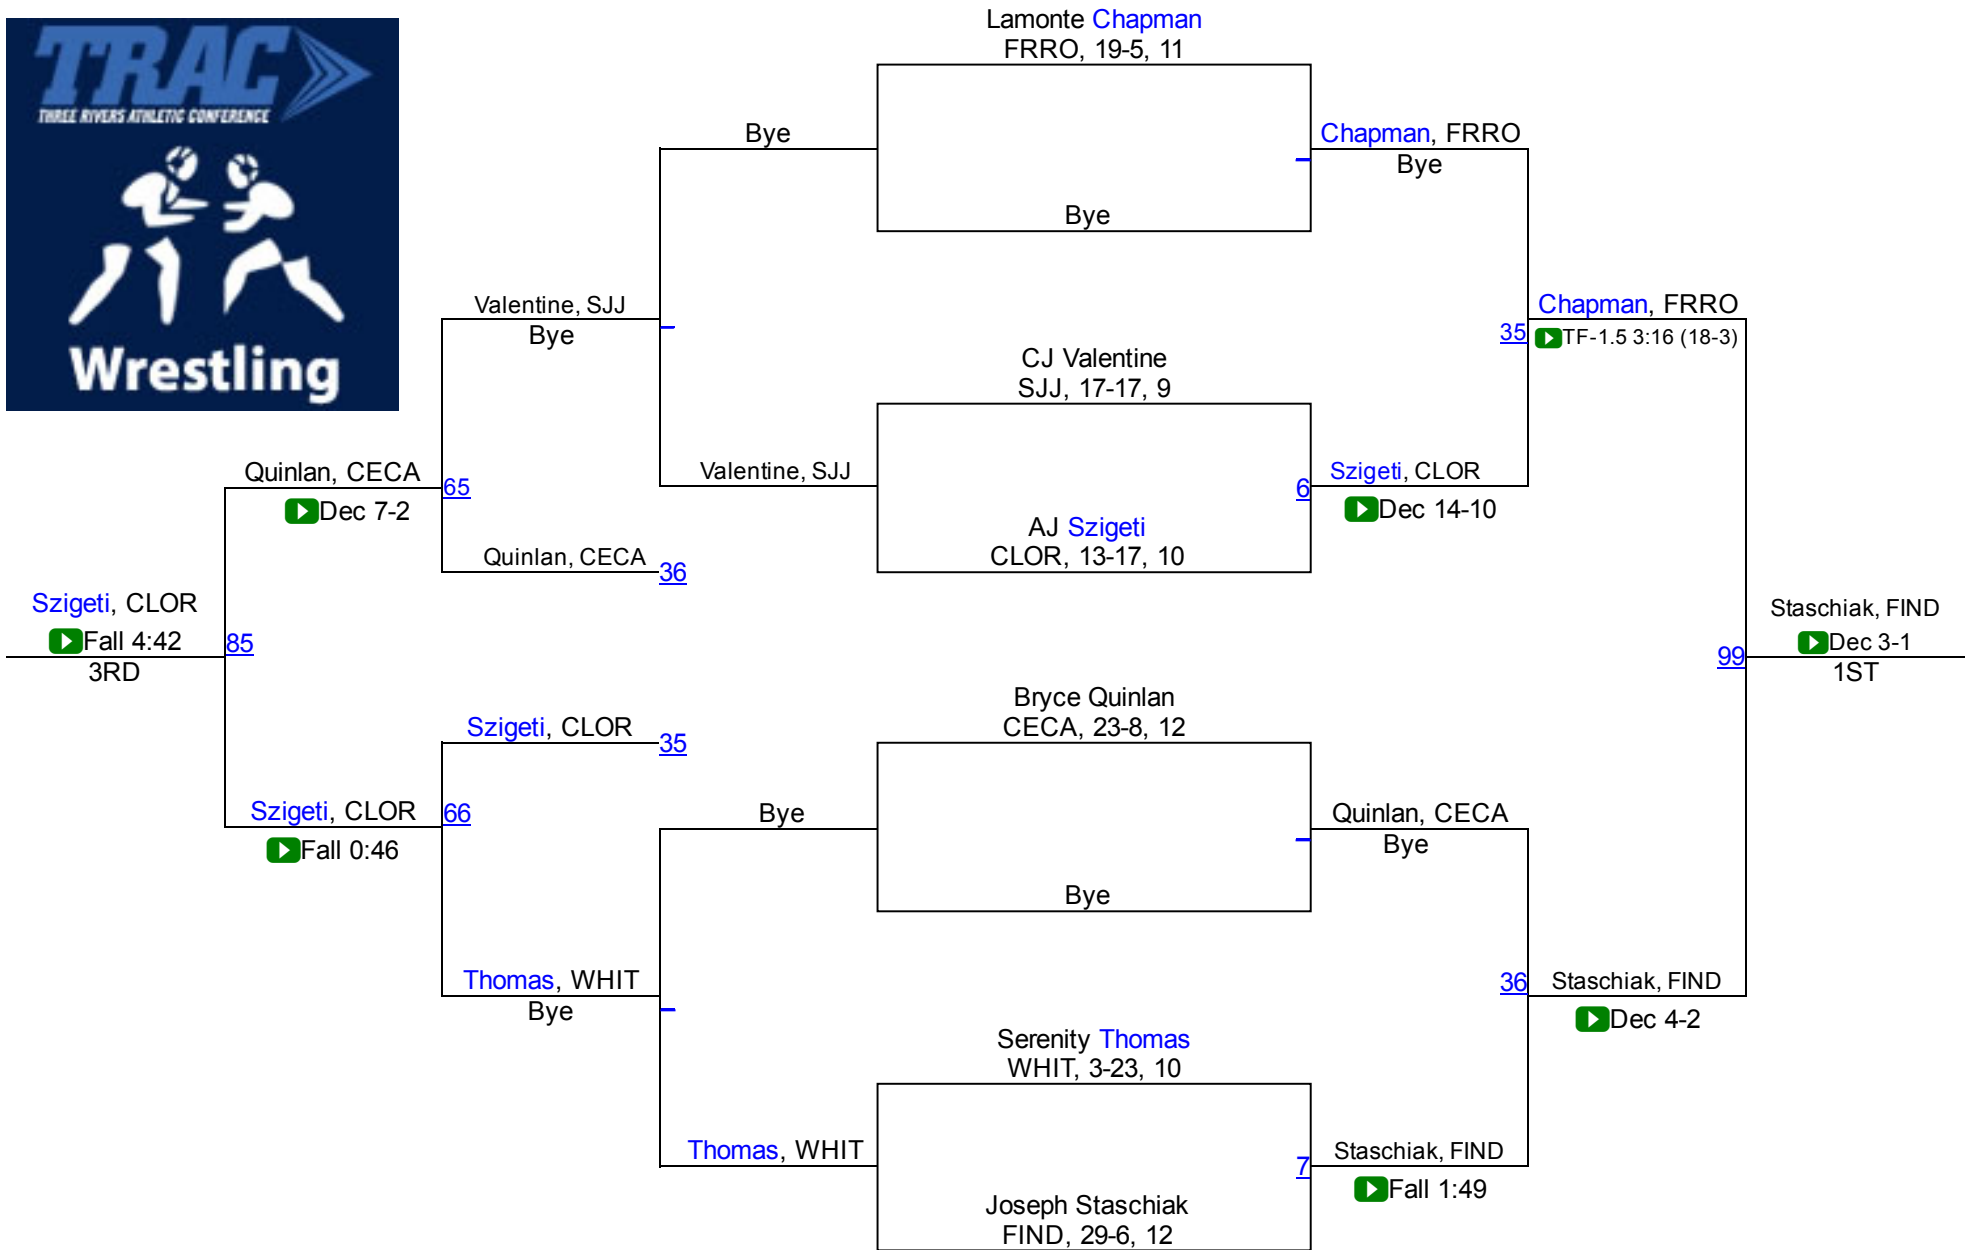 TRAC
THREE RIVERS ATHLETIC CONFERENCE
Wrestling
Lamonte Chapman
FRRO, 19-5, 11
Bye
Chapman, FRRO
Bye
Bye
Valentine, SJJ
Bye
Chapman, FRRO
35
TF-1.5 3:16 (18-3)
CJ Valentine
SJJ, 17-17, 9
Quinlan, CECA
65
Dec 7-2
Valentine, SJJ
6
Szigeti, CLOR
Dec 14-10
AJ Szigeti
CLOR, 13-17, 10
Quinlan, CECA
36
Szigeti, CLOR
Fall 4:42
85
3RD
Staschiak, FIND
Dec 3-1
99
1ST
Bryce Quinlan
CECA, 23-8, 12
Szigeti, CLOR
35
Szigeti, CLOR
66
Fall 0:46
Bye
Quinlan, CECA
Bye
Bye
Thomas, WHIT
Bye
36
Staschiak, FIND
Dec 4-2
Serenity Thomas
WHIT, 3-23, 10
Thomas, WHIT
7
Staschiak, FIND
Fall 1:49
Joseph Staschiak
FIND, 29-6, 12